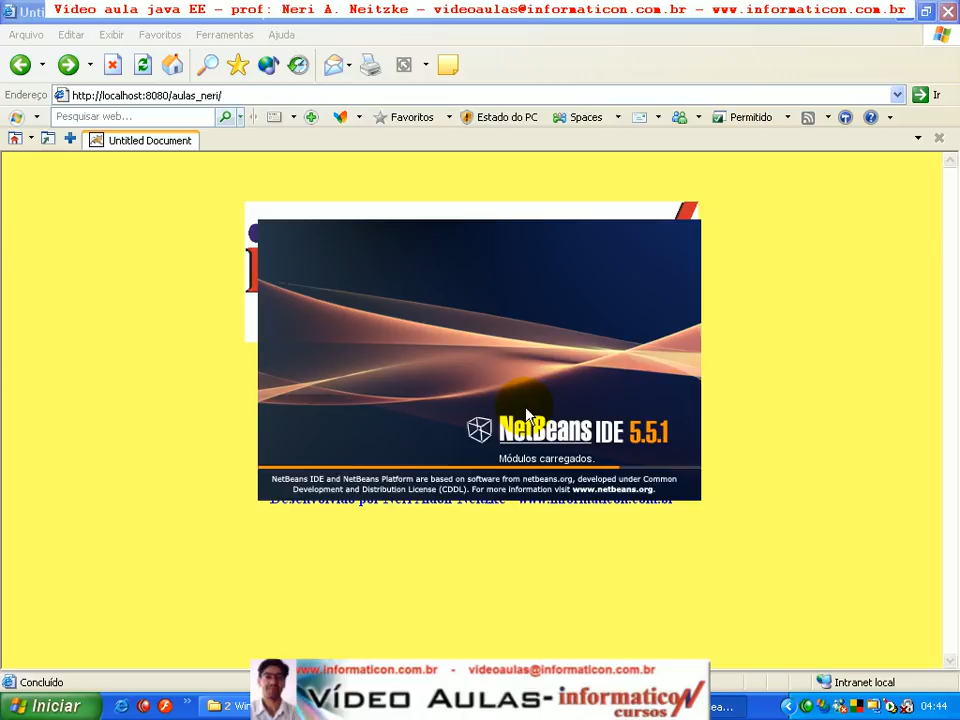 Vídeo aula java EE – prof: Neri A. Neitzke – videoaulas@informaticon.com.br – www.informaticon.com.br
Arquivo Editar Exibir Favoritos Ferramentas Ajuda
Endereço http://localhost:8080/aulas_neri/ Ir
Pesquisar web... Favoritos Estado do PC Spaces Permitido
Untitled Document
NetBeans IDE 5.5.1
Módulos carregados.
NetBeans IDE and NetBeans Platform are based on software from netbeans.org, developed under Common
Development and Distribution License (CDDL). For more information visit www.netbeans.org.
www.informaticon.com.br
Concluído Intranet local
www.informaticon.com.br - videoaulas@informaticon.com.br
VÍDEO AULAS-informaticoN
cursos
Iniciar 04:44